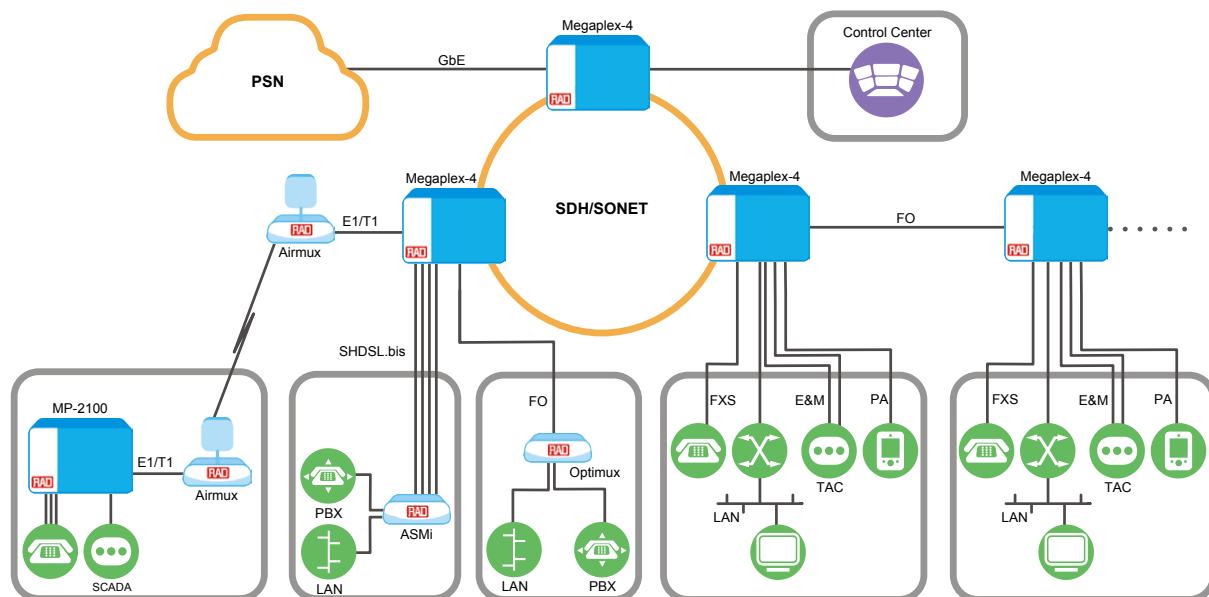 Megaplex-4
Control Center
GbE
PSN
RAD
Megaplex-4
SDH/SONET
Megaplex-4
Megaplex-4
E1/T1
FO
RAD
Airmux
RAD
RAD
RAD
SHDSL.bis
MP-2100
FO
FXS
E&M
PA
FXS
E&M
PA
E1/T1
RAD
RAD
Airmux
RAD
Optimux
PBX
RAD
ASMi
TAC
TAC
LAN
LAN
SCADA
LAN
LAN
PBX